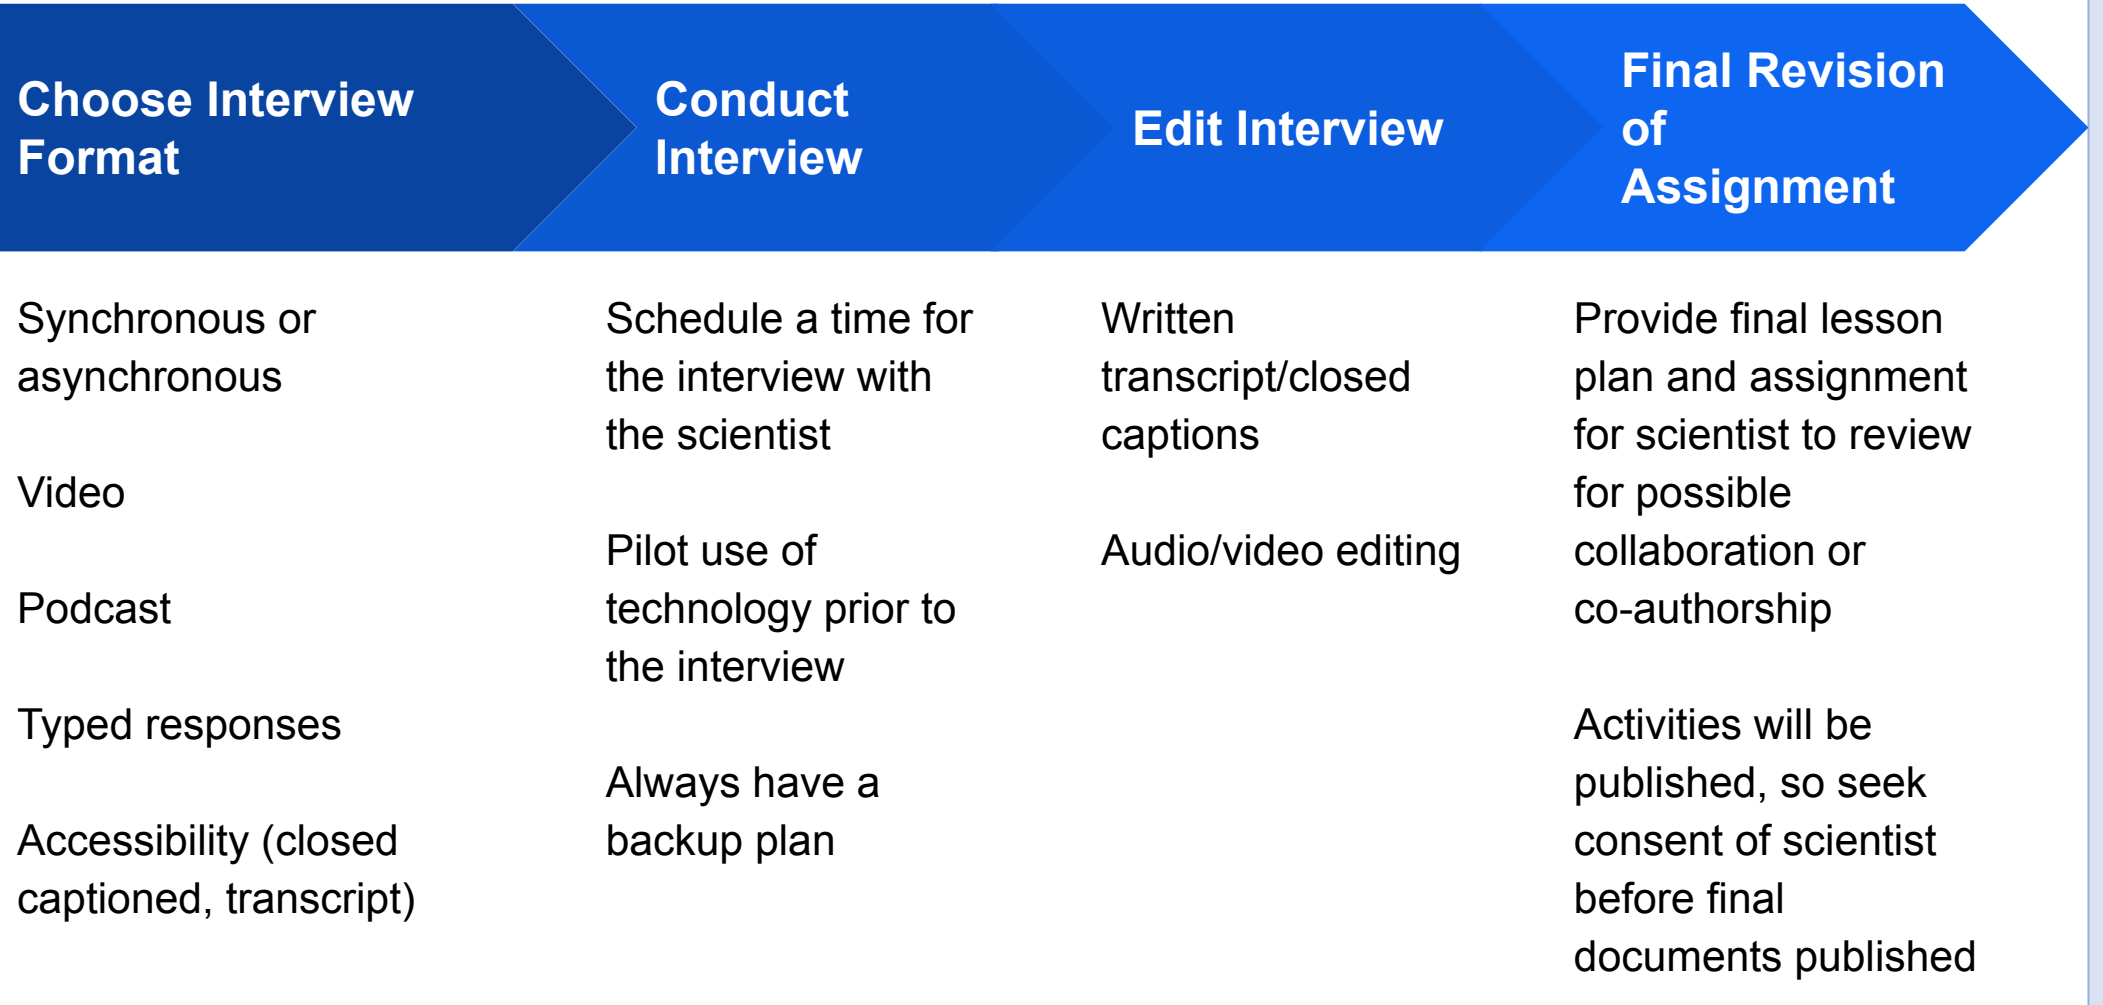 Choose Interview
Format
Conduct
Interview
Edit Interview
Final Revision
of
Assignment
Synchronous or
asynchronous
Video
Podcast
Typed responses
Accessibility (closed
captioned, transcript)
Schedule a time for
the interview with
the scientist
Pilot use of
technology prior to
the interview
Always have a
backup plan
Written
transcript/closed
captions
Audio/video editing
Provide final lesson
plan and assignment
for scientist to review
for possible
collaboration or
co-authorship
Activities will be
published, so seek
consent of scientist
before final
documents published